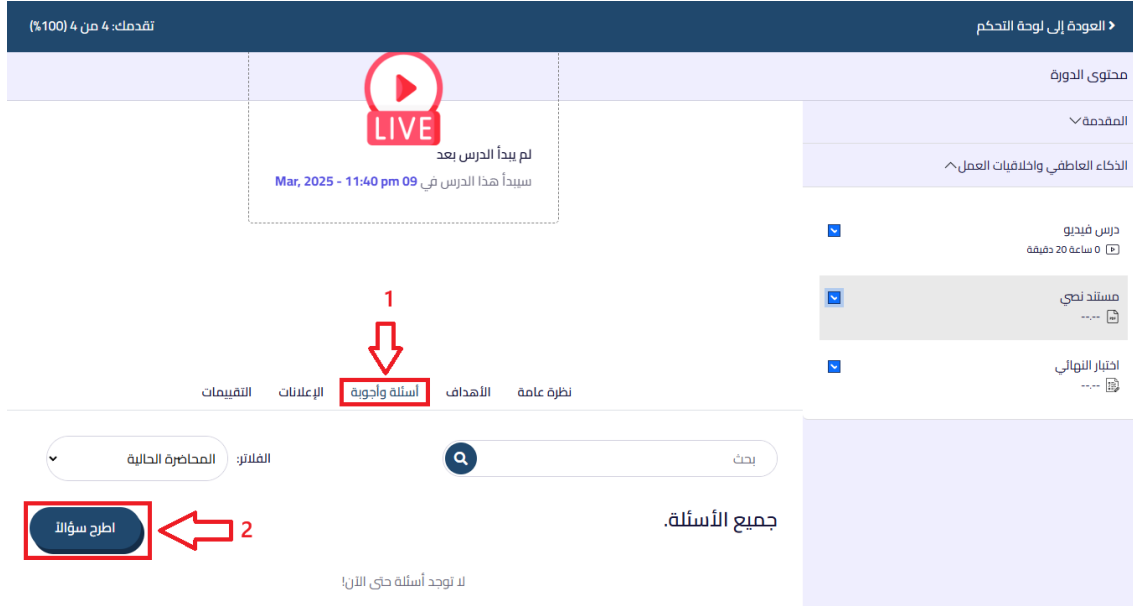 العودة إلى لوحة التحكم
تقدمك: 4 من 4 (100%)
محتوى الدورة
المقدمة
الذكاء العاطفي واخلاقيات العمل
درس فيديو
0 ساعة 20 دقيقة
مستند نصي
--.--
اختبار النهائي
--.--
LIVE
لم يبدأ الدرس بعد
سيبدأ هذا الدرس في 09 Mar, 2025 - 11:40 pm
1
نظرة عامة
الأهداف
أسئلة وأجوبة
الإعلانات
التقييمات
بحث
الفلاتر:
المحاضرة الحالية
جميع الأسئلة.
2
اطرح سؤالاً
لا توجد أسئلة حتى الآن!